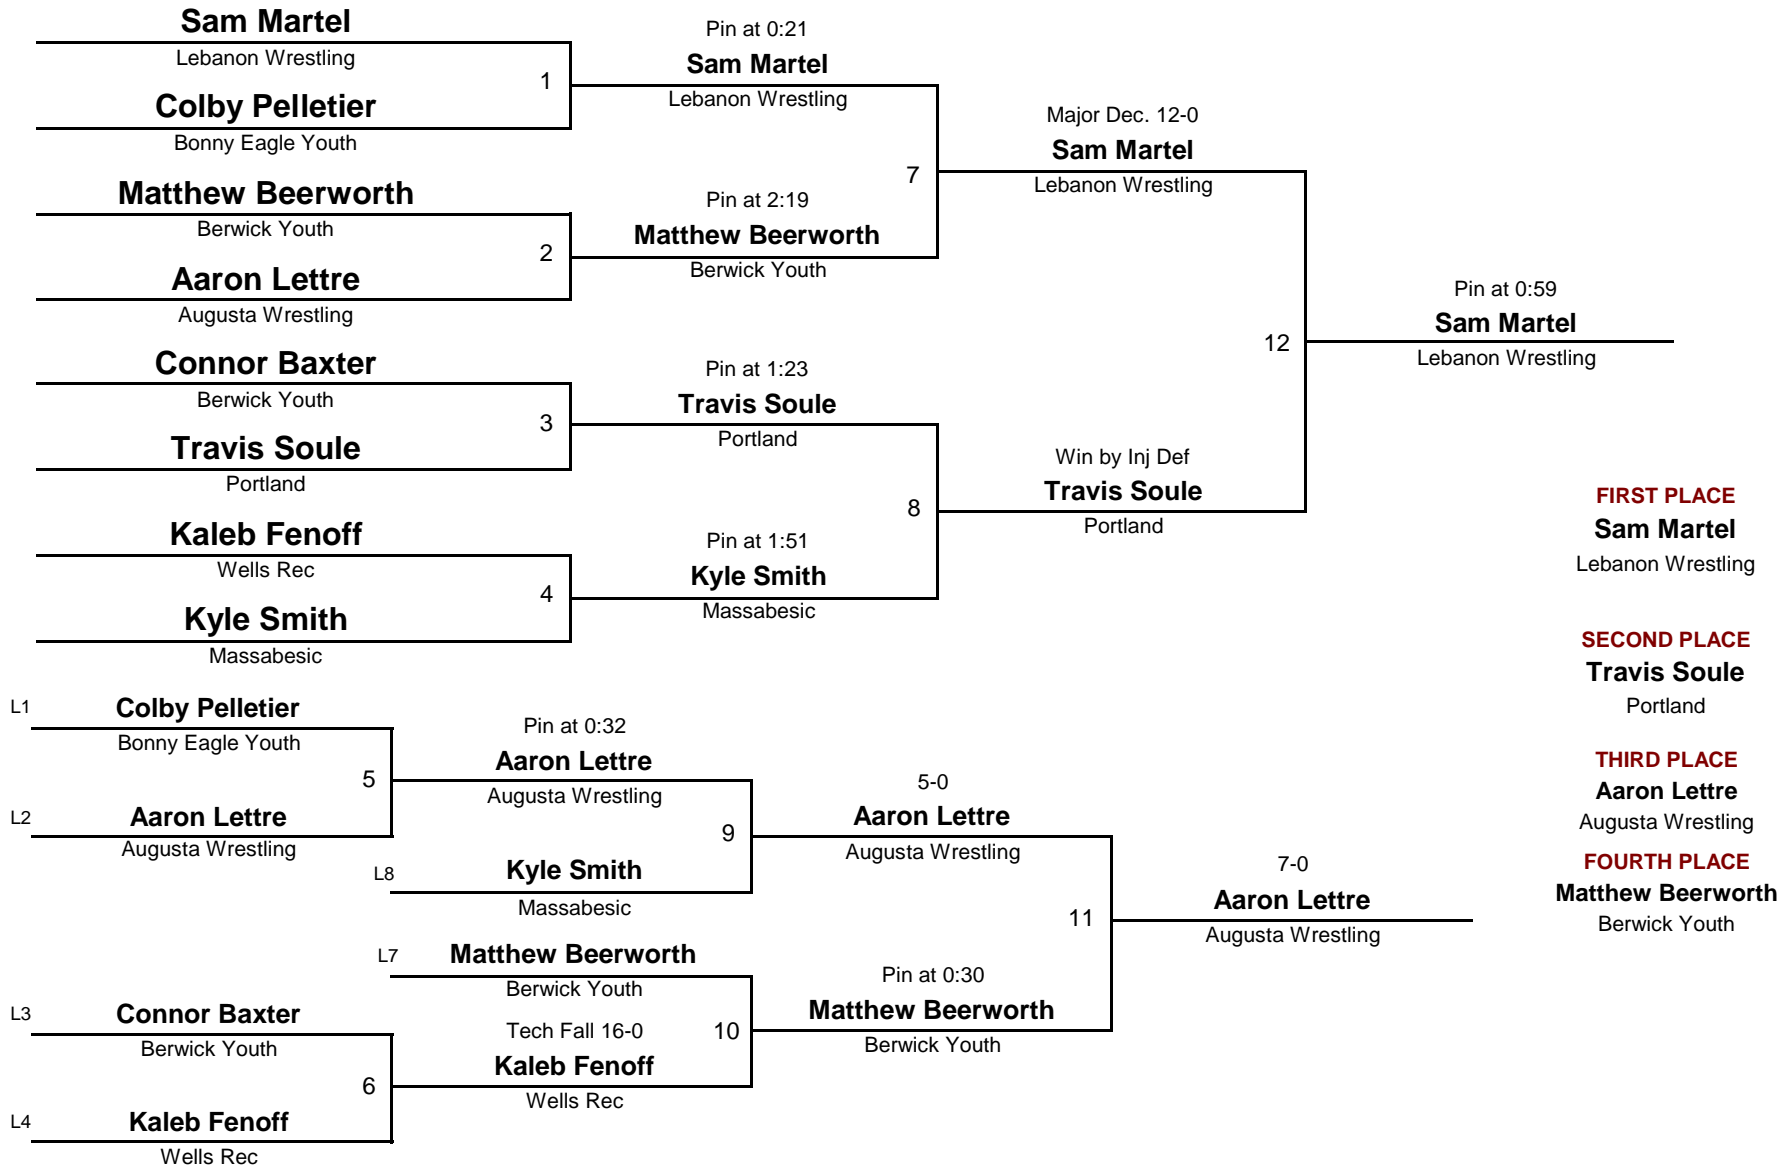 Sam Martel
Lebanon Wrestling
1
Colby Pelletier
Bonny Eagle Youth
Matthew Beerworth
Berwick Youth
2
Aaron Lettre
Augusta Wrestling
Connor Baxter
Berwick Youth
3
Travis Soule
Portland
Kaleb Fenoff
Wells Rec
4
Kyle Smith
Massabesic
Pin at 0:21
Sam Martel
Lebanon Wrestling
7
Pin at 2:19
Matthew Beerworth
Berwick Youth
Pin at 1:23
Travis Soule
Portland
8
Pin at 1:51
Kyle Smith
Massabesic
Major Dec. 12-0
Sam Martel
Lebanon Wrestling
12
Win by Inj Def
Travis Soule
Portland
Pin at 0:59
Sam Martel
Lebanon Wrestling
FIRST PLACE
Sam Martel
Lebanon Wrestling
SECOND PLACE
Travis Soule
Portland
THIRD PLACE
Aaron Lettre
Augusta Wrestling
FOURTH PLACE
Matthew Beerworth
Berwick Youth
L1 Colby Pelletier
Bonny Eagle Youth
5
L2 Aaron Lettre
Augusta Wrestling
L3 Connor Baxter
Berwick Youth
6
L4 Kaleb Fenoff
Wells Rec
Pin at 0:32
Aaron Lettre
Augusta Wrestling
9
L8 Kyle Smith
Massabesic
L7 Matthew Beerworth
Berwick Youth
Tech Fall 16-0 10
Kaleb Fenoff
Wells Rec
5-0
Aaron Lettre
Augusta Wrestling
11
Pin at 0:30
Matthew Beerworth
Berwick Youth
7-0
Aaron Lettre
Augusta Wrestling